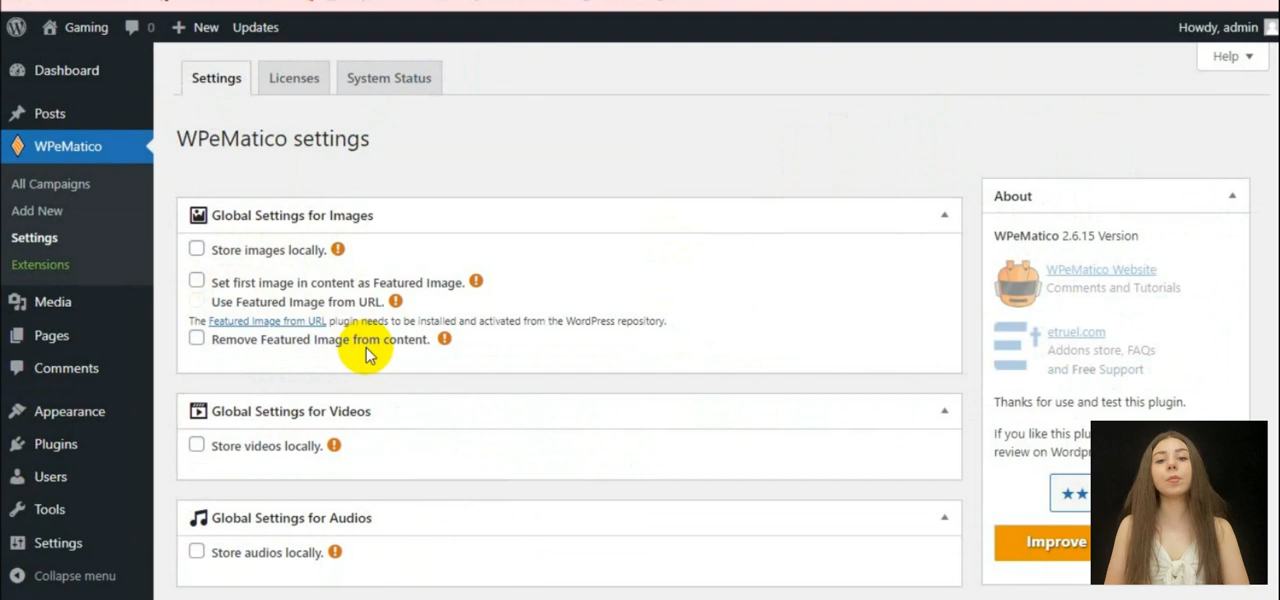 Gaming
0
New
Updates
Howdy, admin
Dashboard
Posts
WPeMatico
All Campaigns
Add New
Settings
Extensions
Media
Pages
Comments
Appearance
Plugins
Users
Tools
Settings
Collapse menu
Settings
Licenses
System Status
Help
WPeMatico settings
Global Settings for Images
Store images locally.
Set first image in content as Featured Image.
Use Featured Image from URL.
The Featured Image from URL plugin needs to be installed and activated from the WordPress repository.
Remove Featured Image from content.
Global Settings for Videos
Store videos locally.
Global Settings for Audios
Store audios locally.
About
WPeMatico 2.6.15 Version
WPeMatico Website
Comments and Tutorials
etruel.com
Addons store, FAQs
and Free Support
Thanks for use and test this plugin.
If you like this
review on
Improve